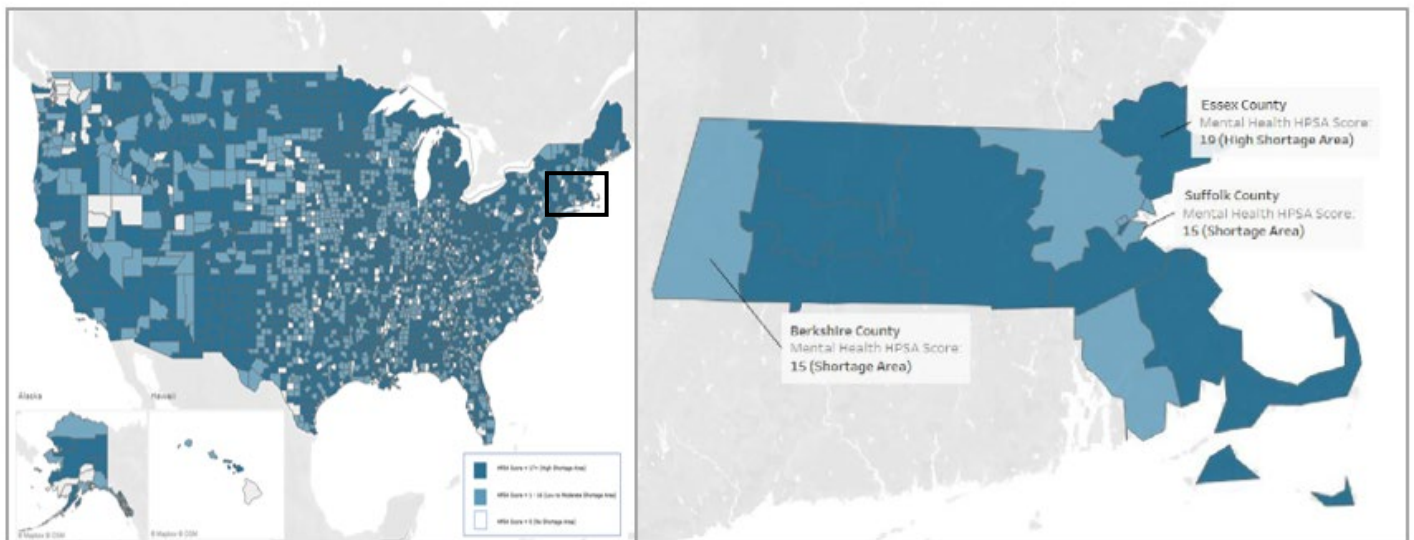 Alaska
Hawaii
© Mapbox © OSM
© Mapbox © OSM
HPSA Score = 17+ (High Shortage Area)
HPSA Score = 1 - 16 (Low to Moderate Shortage Area)
HPSA Score = 0 (No Shortage Area)
Essex County
Mental Health HPSA Score:
19 (High Shortage Area)
Suffolk County
Mental Health HPSA Score:
15 (Shortage Area)
Berkshire County
Mental Health HPSA Score:
15 (Shortage Area)